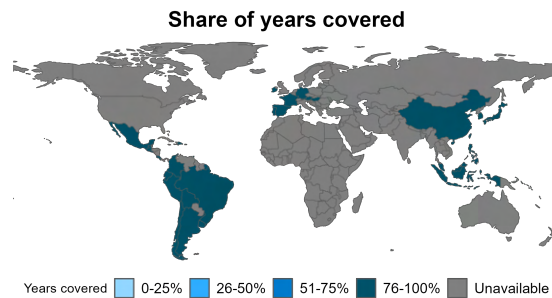 Share of years covered
Years covered 0-25% 26-50% 51-75% 76-100% Unavailable